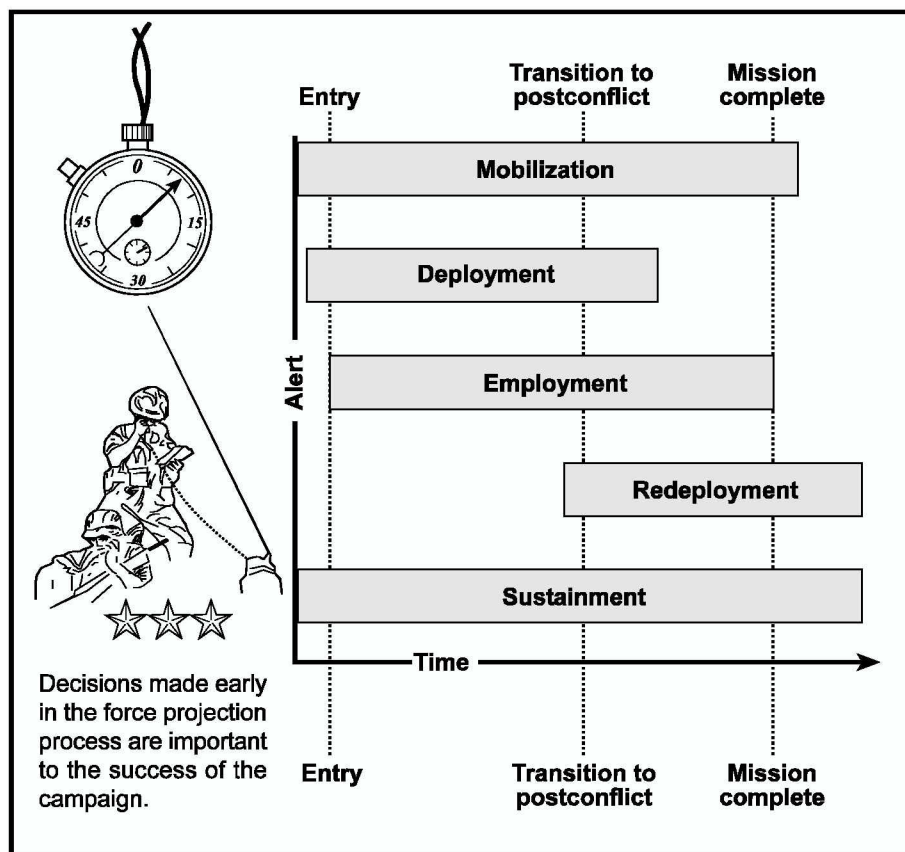 Entry
Transition to
postconflict
Mission
complete
0
15
30
45
Mobilization
Deployment
Employment
Redeployment
Sustainment
Alert
Time
Decisions made early
in the force projection
process are important
to the success of the
campaign.
Entry
Transition to
postconflict
Mission
complete